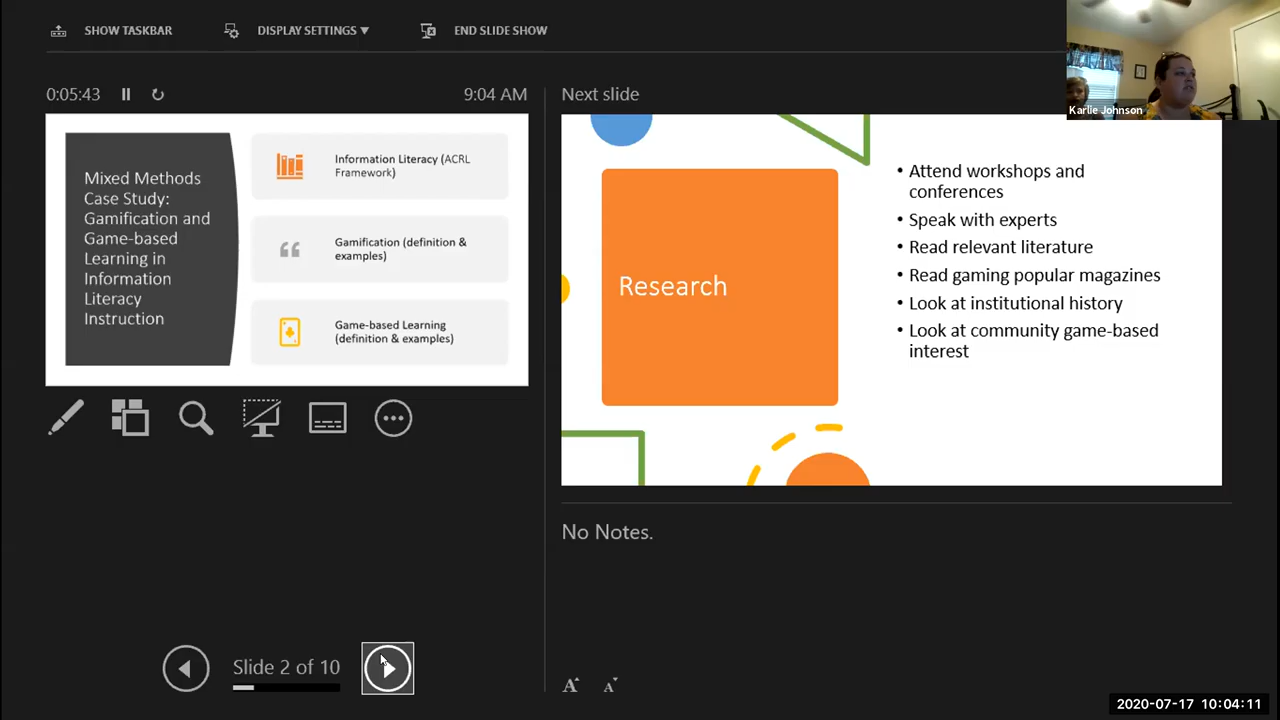 SHOW TASKBAR
DISPLAY SETTINGS ▼
END SLIDE SHOW
0:05:43
9:04 AM
Next slide
Karlie Johnson
Mixed Methods
Case Study:
Gamification and
Game-based
Learning in
Information
Literacy
Instruction
Information Literacy (ACRL
Framework)
Gamification (definition &
examples)
Game-based Learning
(definition & examples)
Research
• Attend workshops and
conferences
• Speak with experts
• Read relevant literature
• Read gaming popular magazines
• Look at institutional history
• Look at community game-based
interest
No Notes.
Slide 2 of 10
A A
2020-07-17 10:04:11